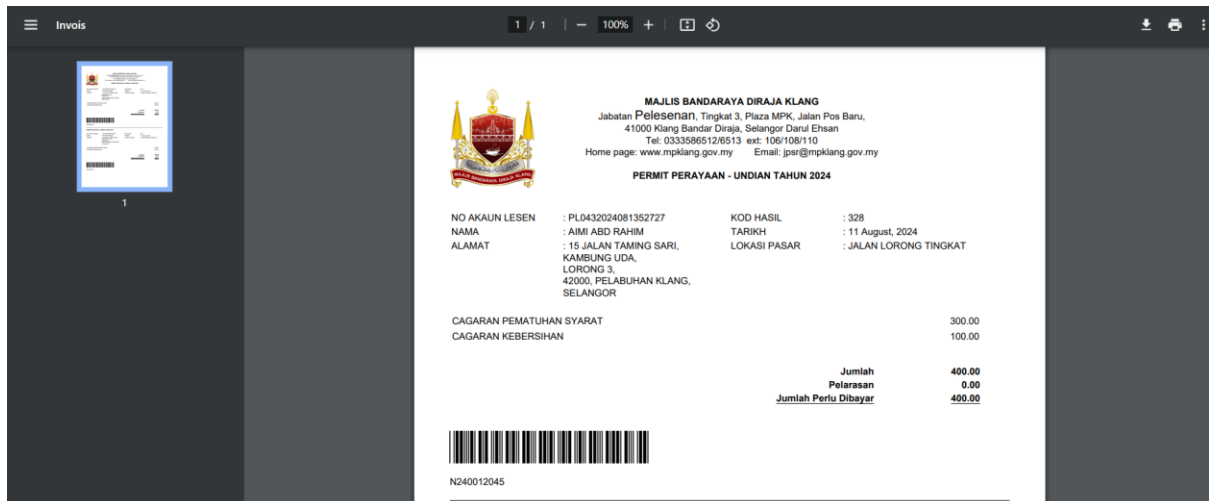 Invois
1 / 1
100%
1
MAJLIS BANDARAYA DIRAJA KLANG
MAJLIS BANDARAYA DIRAJA KLANG
Jabatan Pelesenan, Tingkat 3, Plaza MPK, Jalan Pos Baru,
41000 Klang Bandar Diraja, Selangor Darul Ehsan
Tel: 0333586512/6513 ext: 106/108/110
Home page: www.mpklang.gov.my Email: jpsr@mpklang.gov.my
PERMIT PERAYAAN - UNDIAN TAHUN 2024
NO AKAUN LESEN : PL0432024081352727 KOD HASIL : 328
NAMA : AIMI ABD RAHIM TARIKH : 11 August, 2024
ALAMAT : 15 JALAN TAMING SARI, LOKASI PASAR : JALAN LORONG TINGKAT
KAMBUNG UDA,
LORONG 3,
42000, PELABUHAN KLANG,
SELANGOR
CAGARAN PEMATUHAN SYARAT 300.00
CAGARAN KEBERSIHAN 100.00
Jumlah 400.00
Pelarasan 0.00
Jumlah Perlu Dibayar 400.00
N240012045